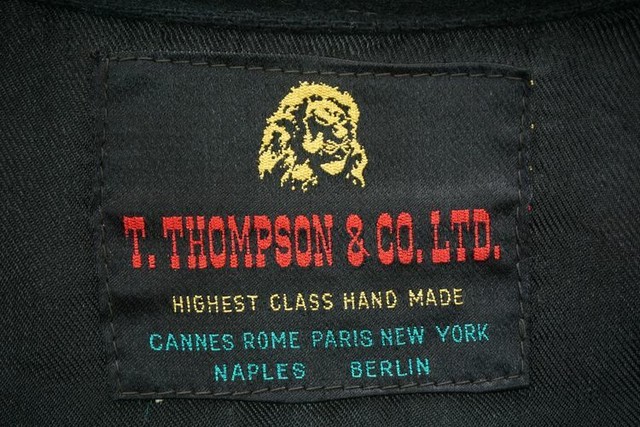 T. THOMPSON & CO. LTD.
HIGHEST CLASS HAND MADE
CANNES ROME PARIS NEW YORK
NAPLES BERLIN